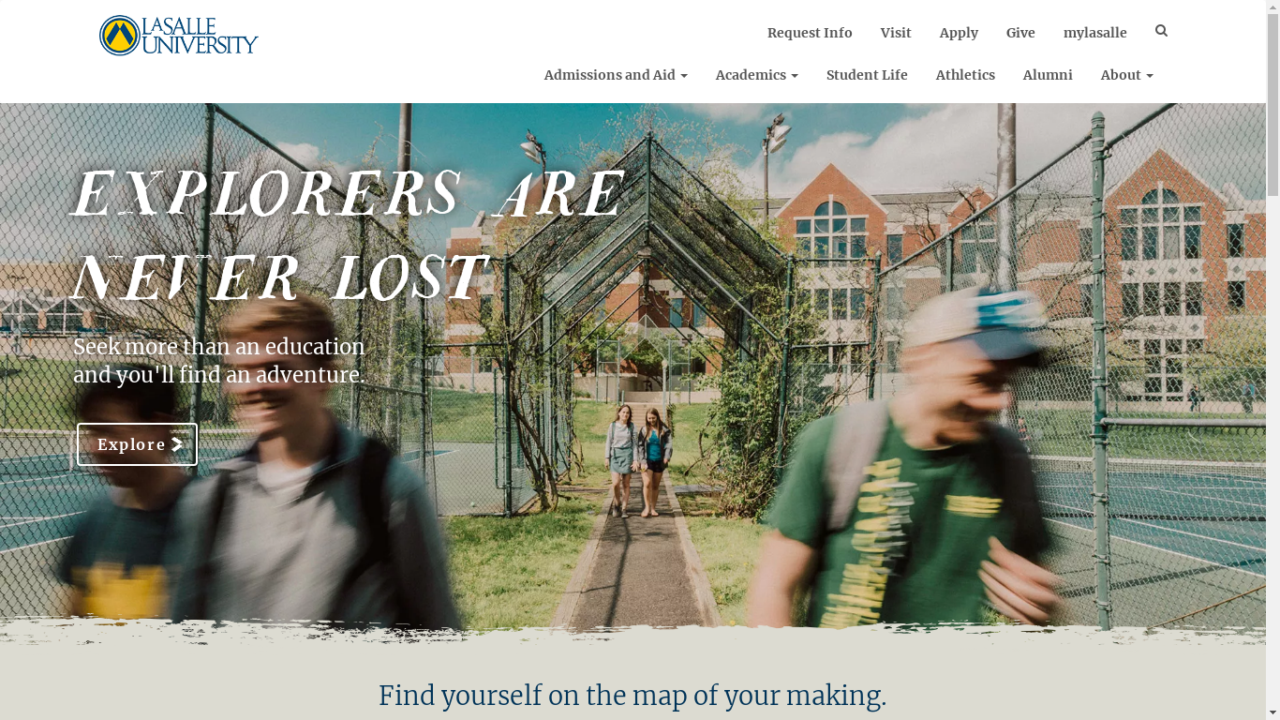 LASALLE
UNIVERSITY
Request Info Visit Apply Give mylasalle
Admissions and Aid Academics Student Life Athletics Alumni About
EXPLORERS ARE
NEVER LOST
Seek more than an education
and you'll find an adventure.
Explore
Find yourself on the map of your making.